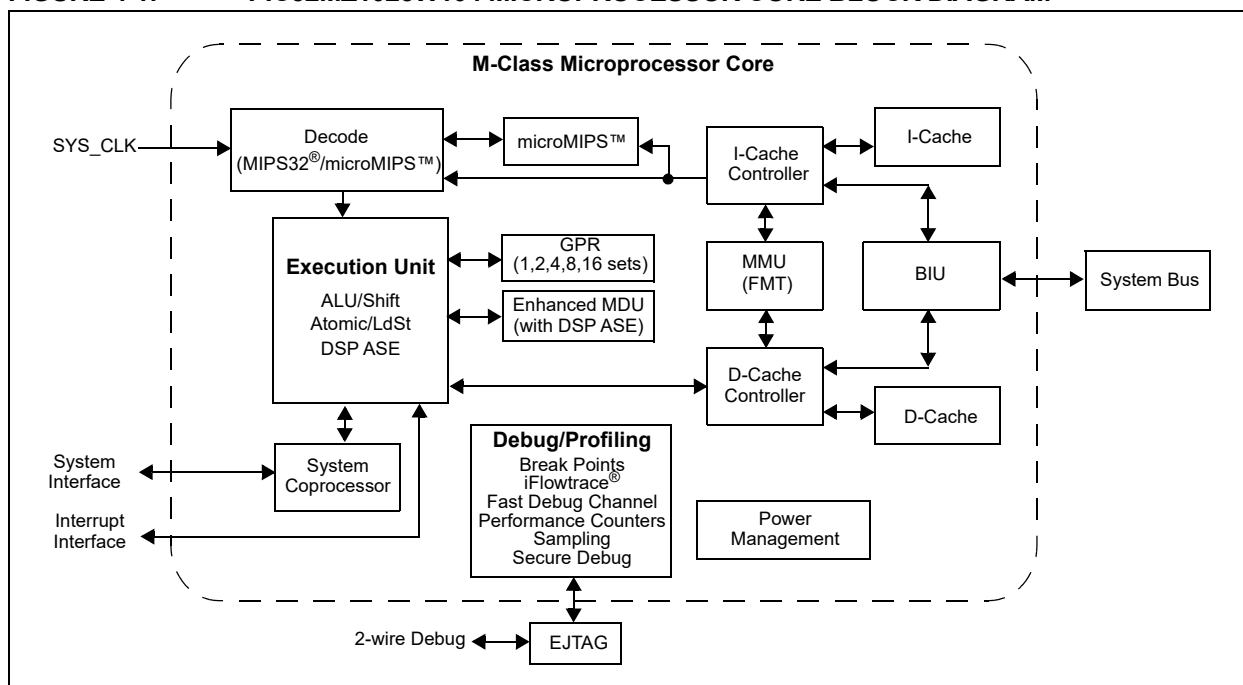 M-Class Microprocessor Core
SYS_CLK
Decode
(MIPS32®/microMIPS™)
microMIPS™
I-Cache
Controller
I-Cache
Execution Unit
ALU/Shift
Atomic/LdSt
DSP ASE
GPR
(1,2,4,8,16 sets)
Enhanced MDU
(with DSP ASE)
MMU
(FMT)
BIU
System Bus
D-Cache
Controller
D-Cache
System
Interface
System
Coprocessor
Interrupt
Interface
Debug/Profiling
Break Points
iFlowtrace®
Fast Debug Channel
Performance Counters
Sampling
Secure Debug
Power
Management
2-wire Debug
EJTAG